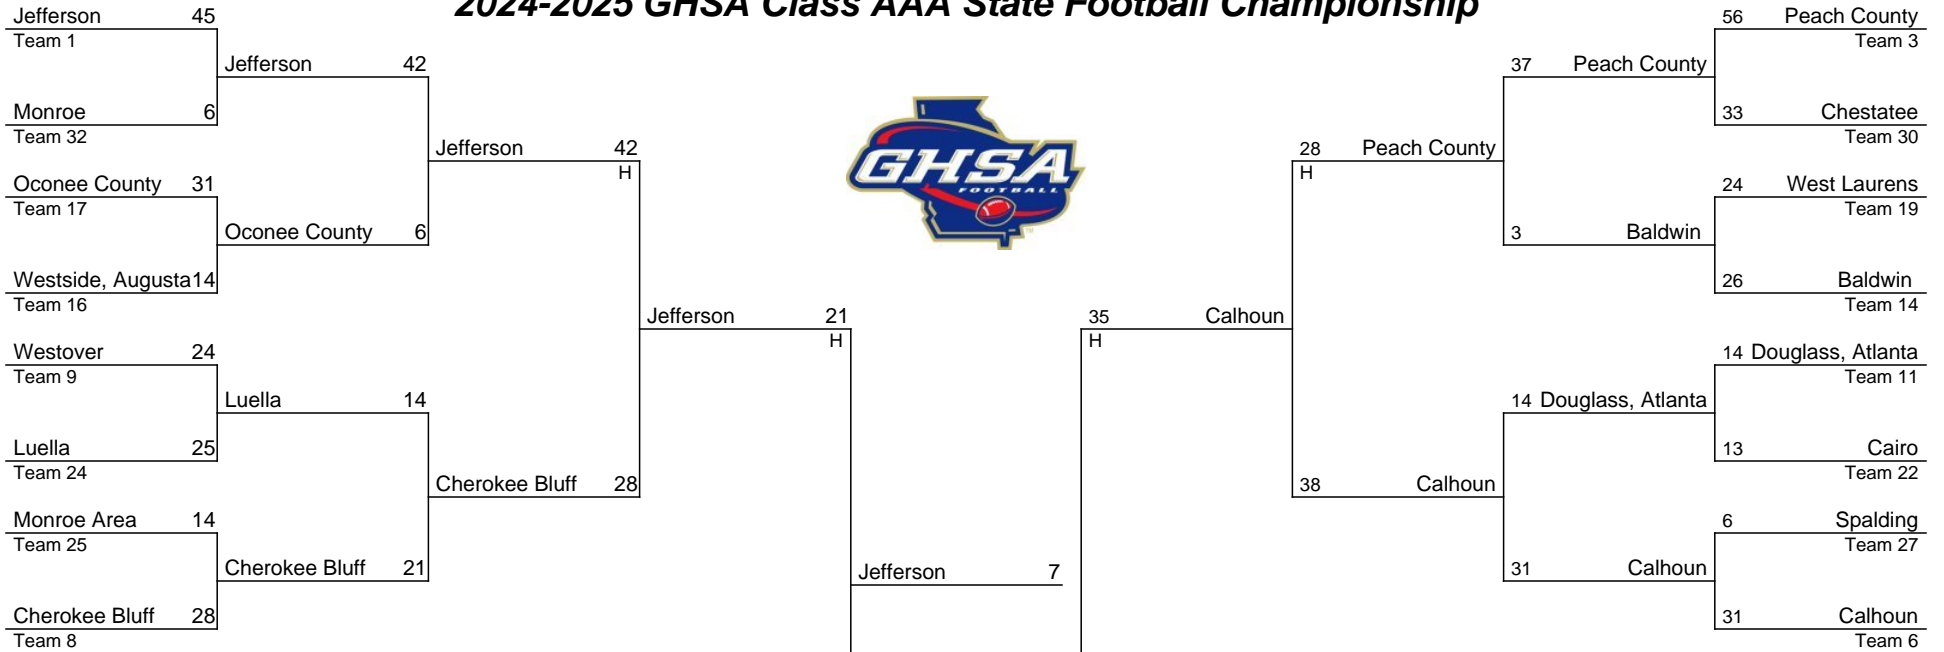 2024-2025 GHSA Class AAA State Football Championship
Jefferson 45
Team 1
Monroe 6
Team 32
Oconee County 31
Team 17
Westside, Augusta14
Team 16
Westover 24
Team 9
Luella 25
Team 24
Monroe Area 14
Team 25
Cherokee Bluff 28
Team 8
Jefferson 42
Oconee County 6
Luella 14
Cherokee Bluff 21
Jefferson 42
H
Cherokee Bluff 28
Jefferson 21
H
Jefferson 7
GHSA
FOOTBALL
TM
35 Calhoun
H
28 Peach County
H
38 Calhoun
37 Peach County
3 Baldwin
14 Douglass, Atlanta
31 Calhoun
56 Peach County
Team 3
33 Chestatee
Team 30
24 West Laurens
Team 19
26 Baldwin
Team 14
14 Douglass, Atlanta
Team 11
13 Cairo
Team 22
6 Spalding
Team 27
31 Calhoun
Team 6